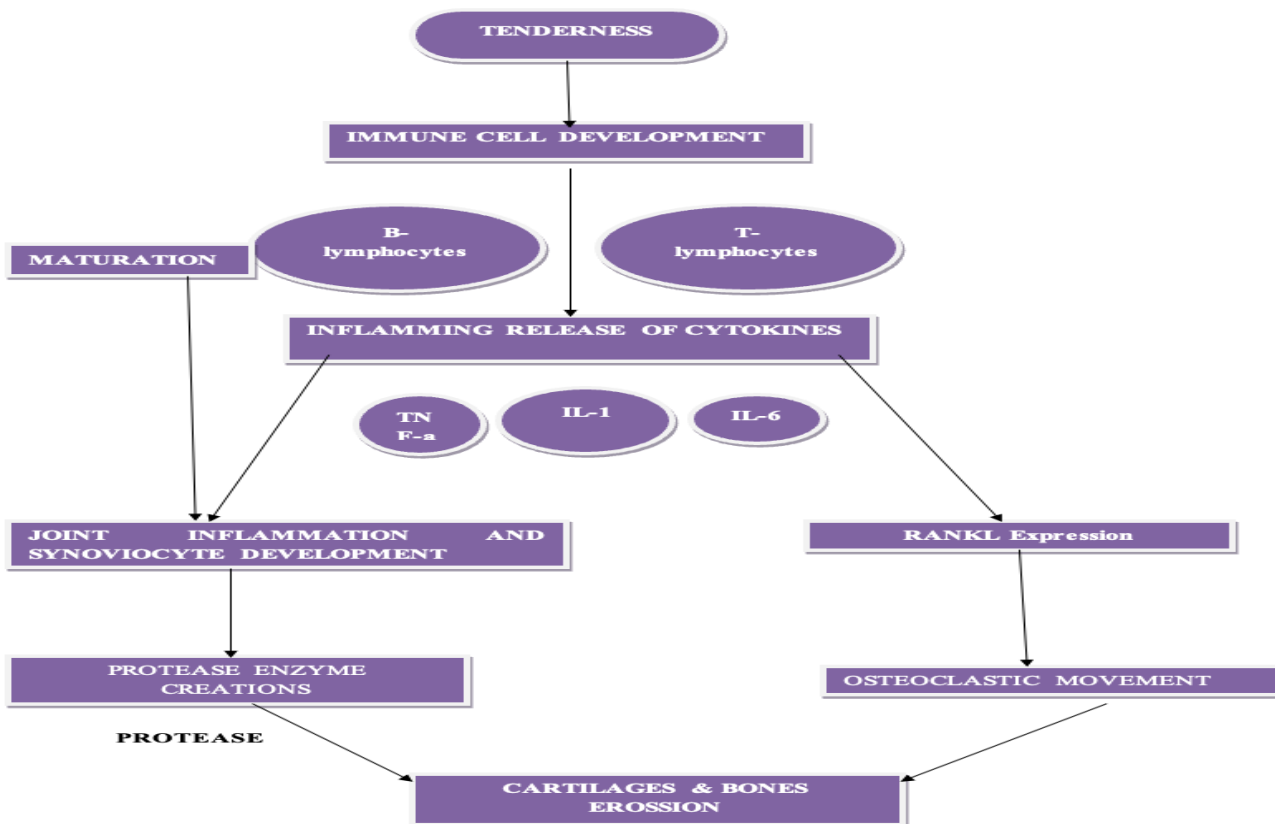 TENDERNESS
IMMUNE CELL DEVELOPMENT
B-
lymphocytes
T-
lymphocytes
MATURATION
INFLAMMING RELEASE OF CYTOKINES
TN
F-a
IL-1
IL-6
JOINT INFLAMMATION AND
SYNOVIOCYTE DEVELOPMENT
RANKL Expression
PROTEASE ENZYME
CREATIONS
OSTEOCLASTIC MOVEMENT
PROTEASE
CARTILAGES & BONES
EROSSION